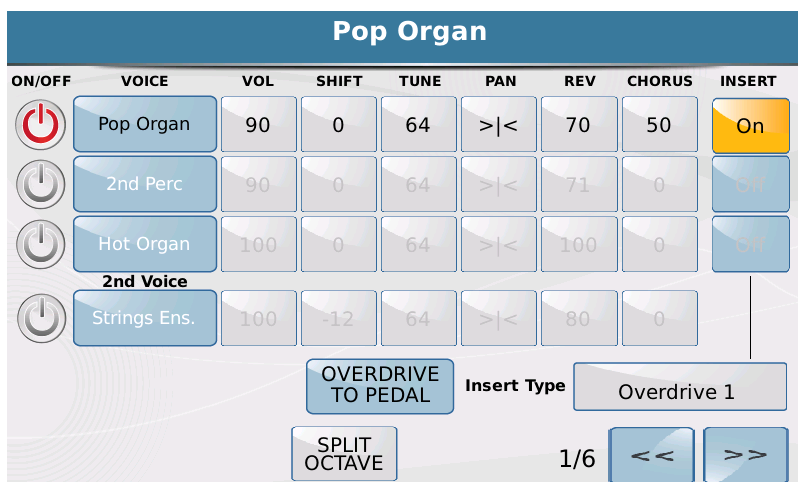 Pop Organ
ON/OFF VOICE VOL SHIFT TUNE PAN REV CHORUS INSERT
Pop Organ 90 0 64 >|< 70 50 On
2nd Perc 90 0 64 >|< 71 0 Off
Hot Organ 100 0 64 >|< 100 0 Off
2nd Voice
Strings Ens. 100 -12 64 >|< 80 0
OVERDRIVE
TO PEDAL
Insert Type Overdrive 1
SPLIT
OCTAVE
1/6 << >>